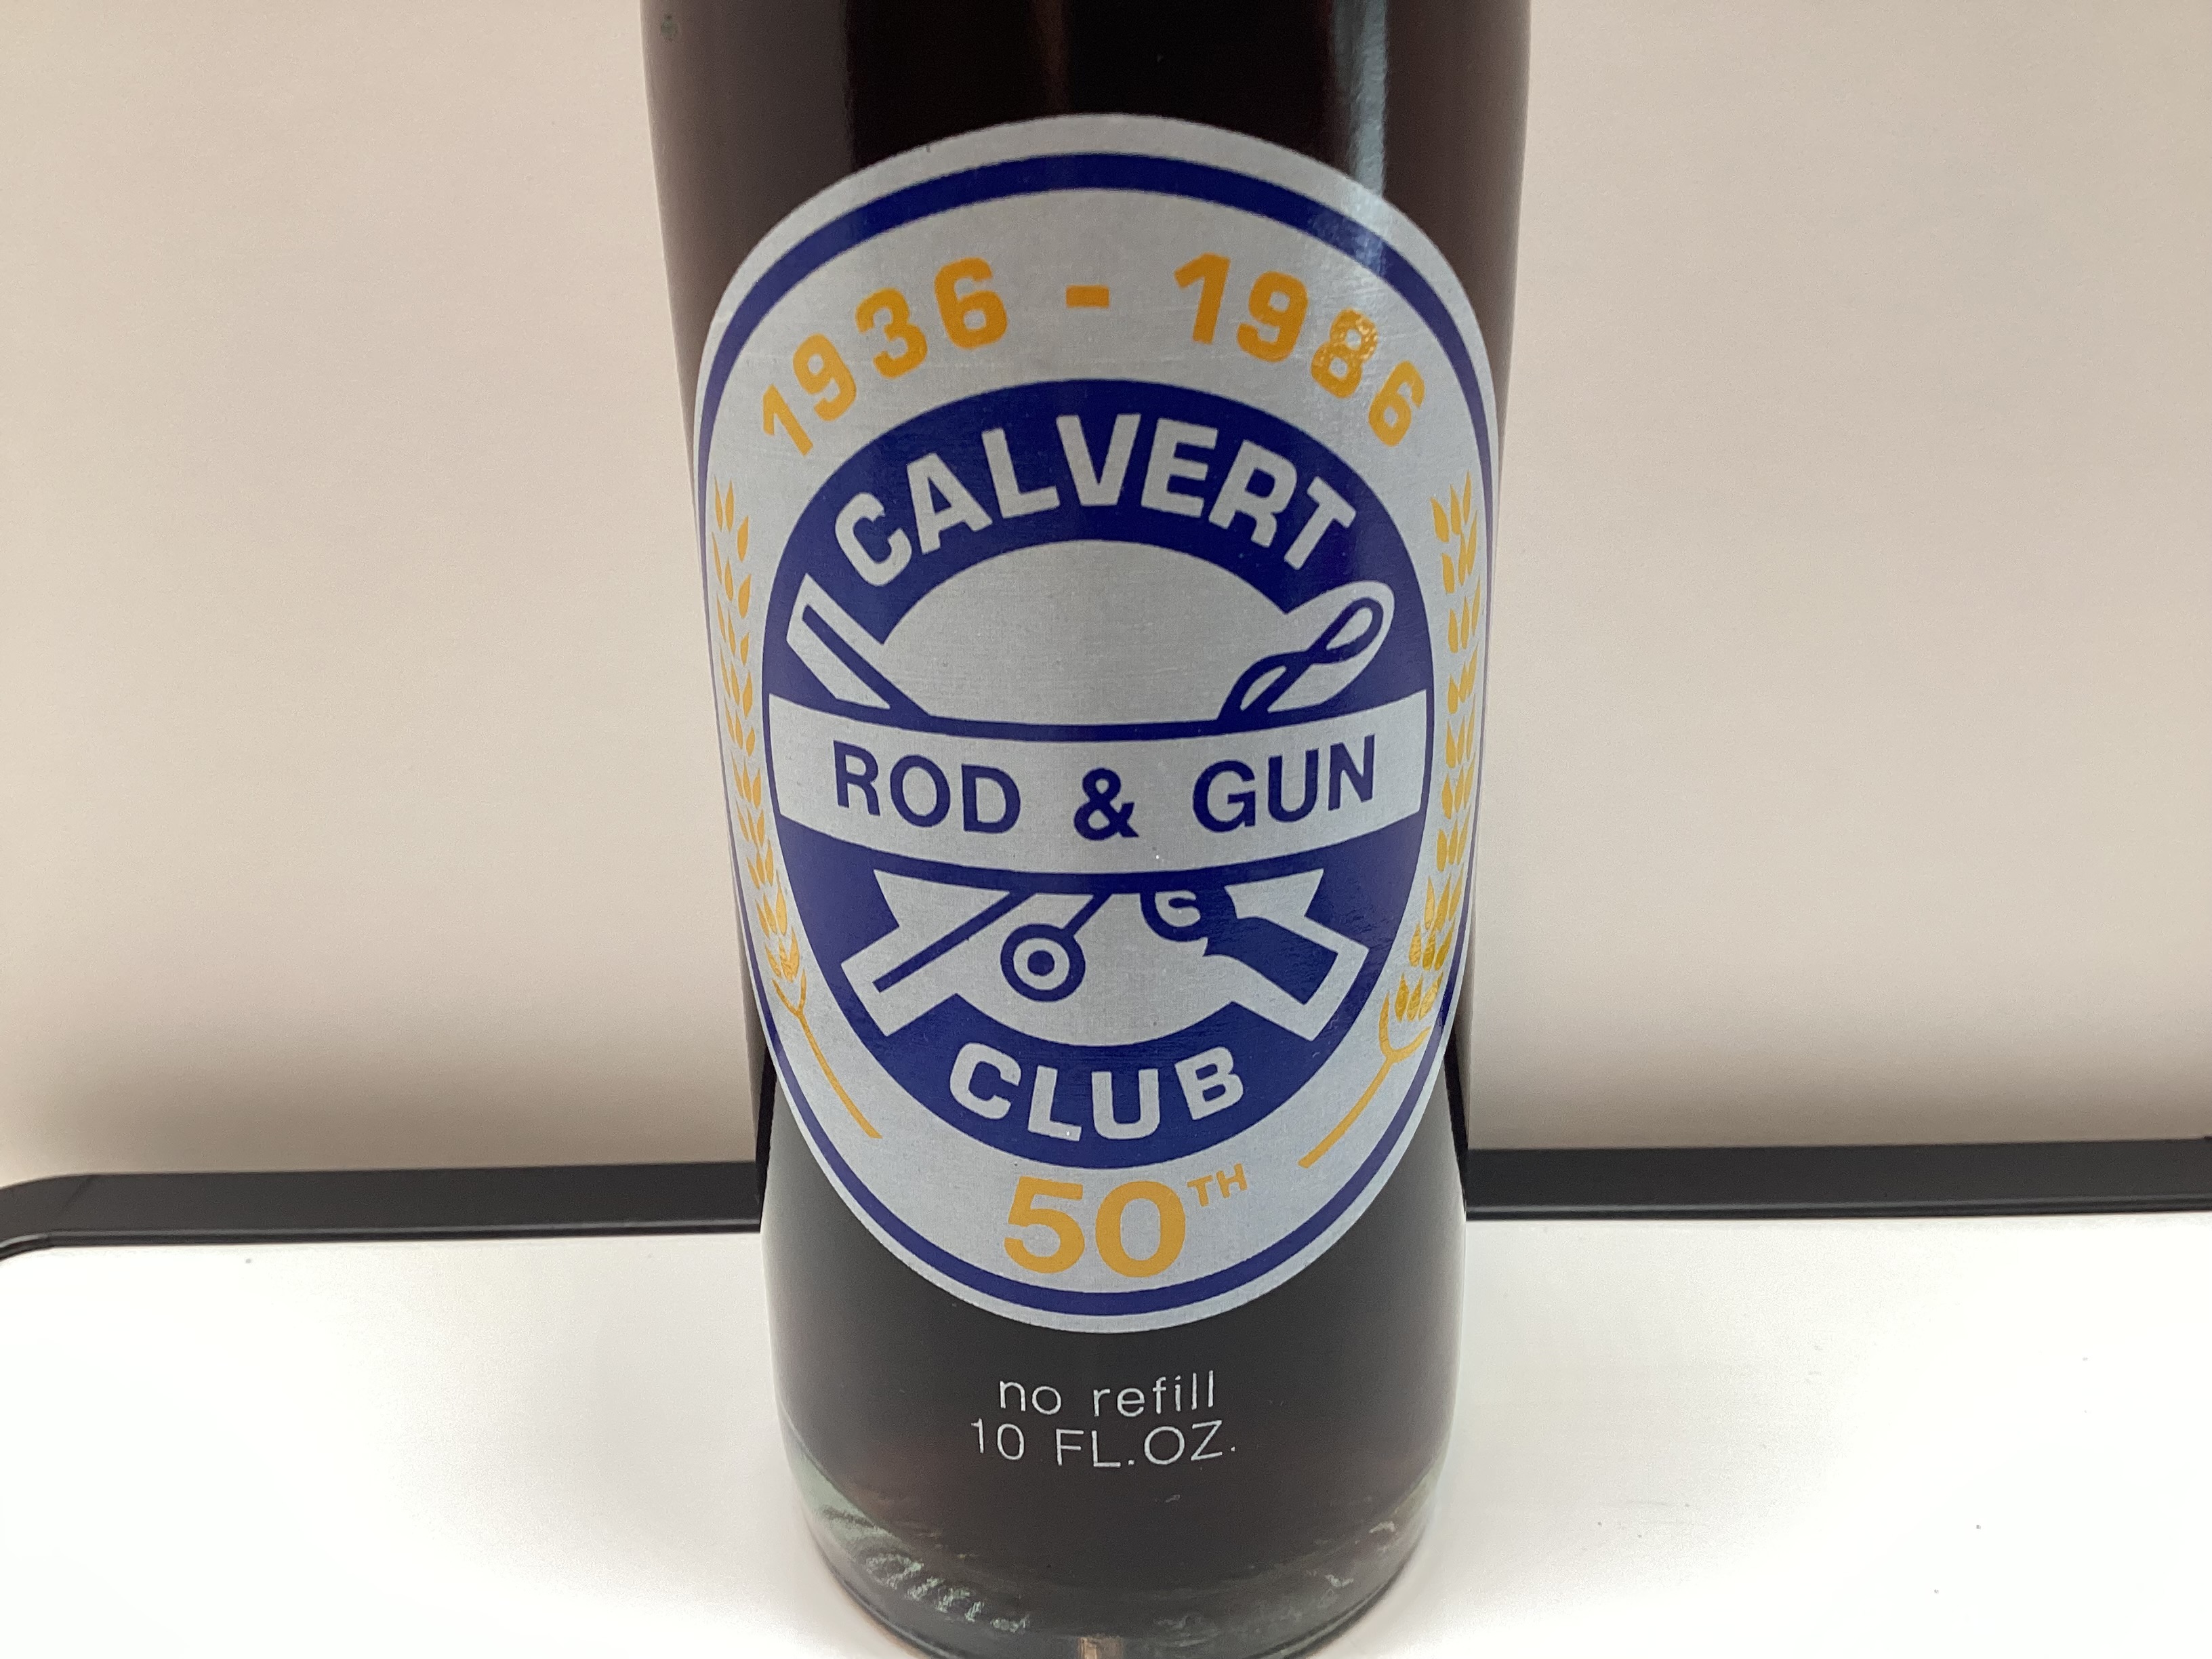 1936 - 1986
CALVERT
ROD & GUN
CLUB
50TH
no refill
10 FL.OZ.